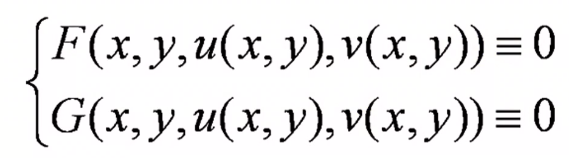 F(x, y, u(x, y), v(x, y)) ≡ 0
G(x, y, u(x, y), v(x, y)) ≡ 0